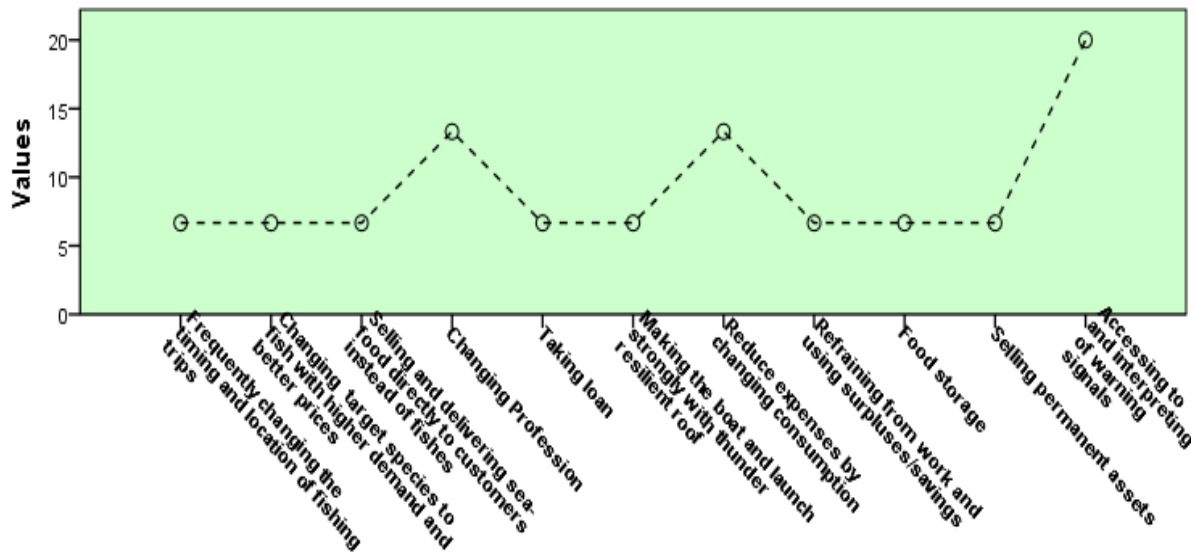 20
15
10
5
0
Values
Frequently changing the
timing and location of fishing
trips
Changing target species to
fish with higher demand and
better prices
Selling and delivering sea-
food directly to customers
instead of fishes
Changing Profession
Taking loan
Making the boat and launch
strongly with thunder
resilient roof
Reduce expenses by
changing consumption
Refraining from work and
using surpluses/savings
Food storage
Selling permanent assets
Accessing to
and interpreting
of warning
signals